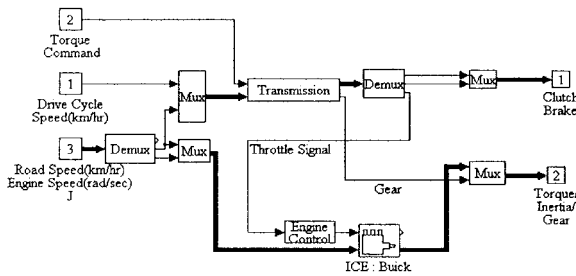 2
Torque
Command
1
Drive Cycle
Speed(km/hr)
3
Road Speed(km/hr)
Engine Speed(rad/sec)
J
Demux
Mux
Mux
Transmission
Demux
Mux
1
Clutch
Brake
Throttle Signal
Gear
Mux
2
Torque/
Inertia/
Gear
Engine
Control
ICE : Buick